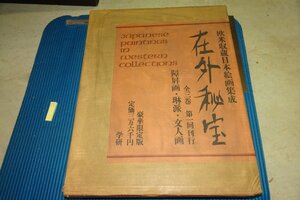 Japanese
paintings
in
western
collections
欧米収蔵日本絵画集成
在外秘宝
全三巻 第一回刊行
障屏画・琳派・文人画
豪華限定版
定価二万六千円
学研